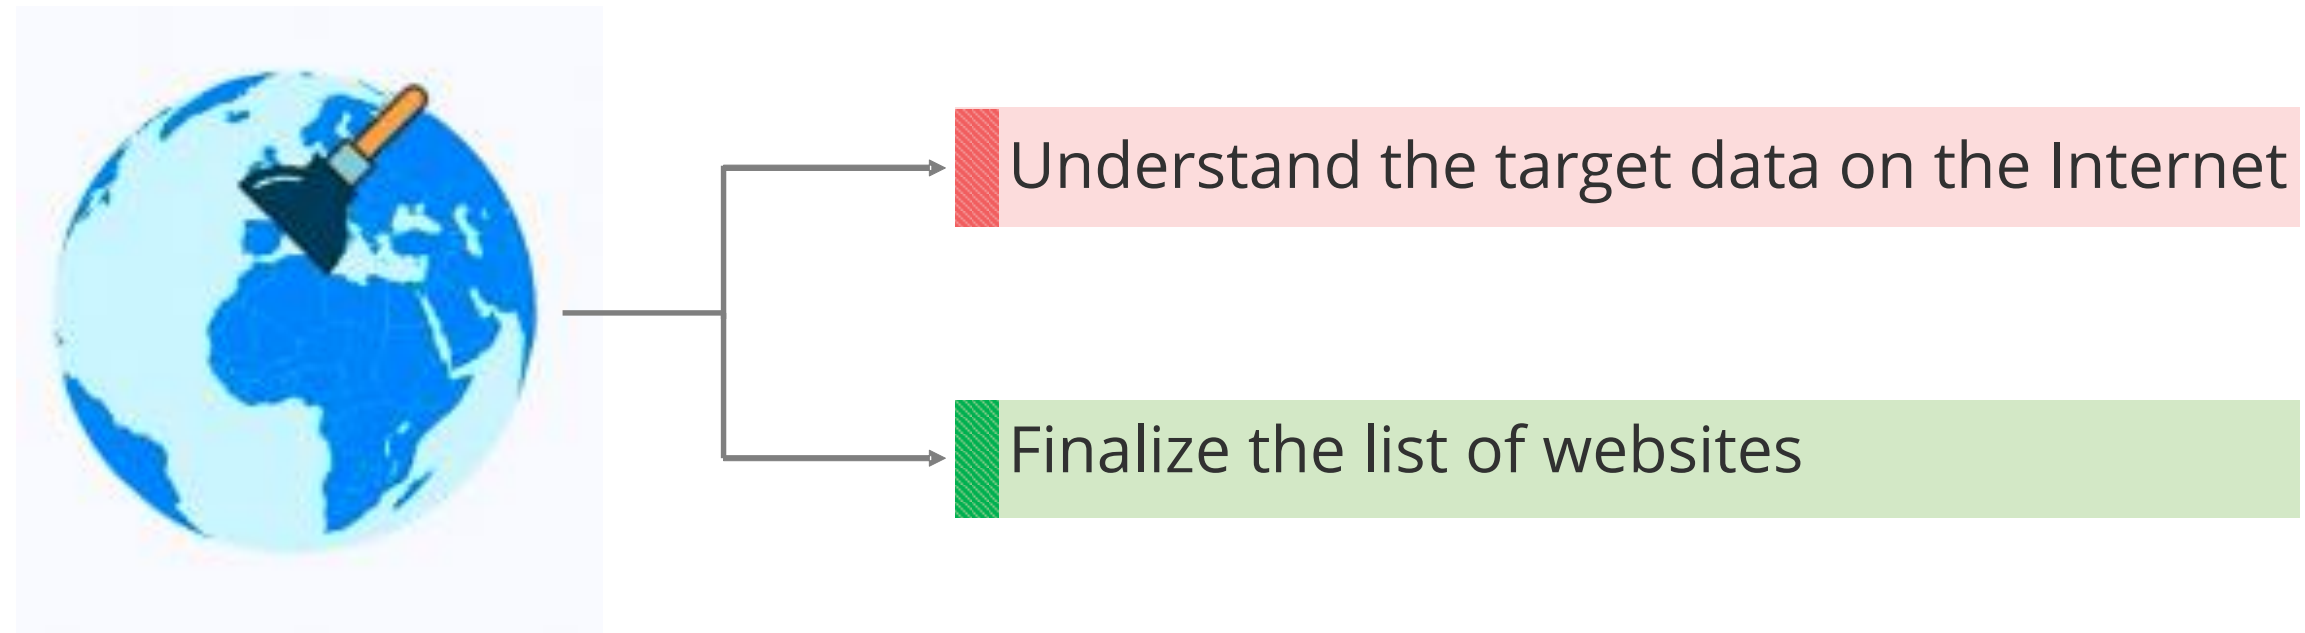 Understand the target data on the Internet
Finalize the list of websites